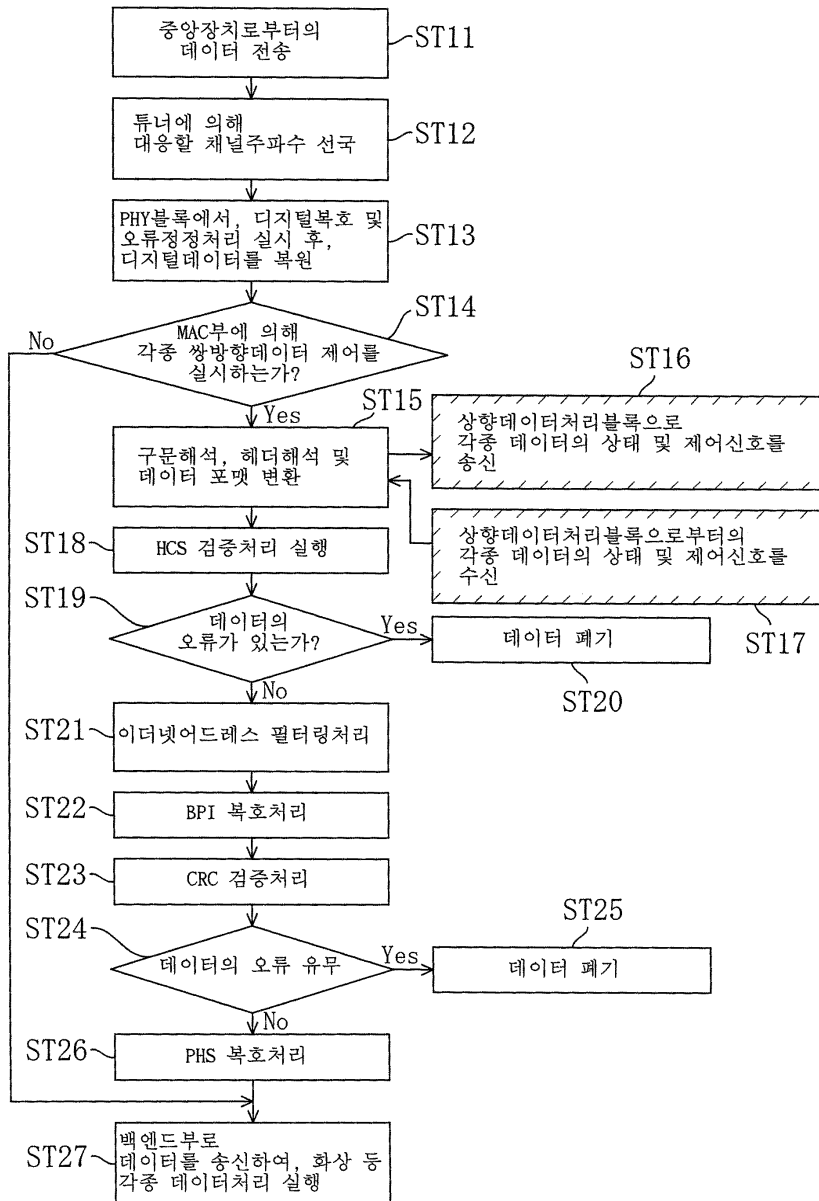 중앙장치로부터의
데이터 전송
ST11
튜너에 의해
대응할 채널주파수 선국
ST12
PHY블록에서, 디지털복호 및
오류정정처리 실시 후,
디지털데이터를 복원
ST13
MAC부에 의해
각종 쌍방향데이터 제어를
실시하는가?
ST14
No
Yes
구문해석, 헤더해석 및
데이터 포맷 변환
ST15
상향데이터처리블록으로
각종 데이터의 상태 및 제어신호를
송신
ST16
상향데이터처리블록으로부터의
각종 데이터의 상태 및 제어신호를
수신
ST17
ST18
HCS 검증처리 실행
ST19
데이터의
오류가 있는가?
Yes
데이터 폐기
ST20
No
ST21
이더넷어드레스 필터링처리
ST22
BPI 복호처리
ST23
CRC 검증처리
ST24
데이터의 오류 유무
Yes
데이터 폐기
ST25
No
ST26
PHS 복호처리
ST27
백엔드부로
데이터를 송신하여, 화상 등
각종 데이터처리 실행